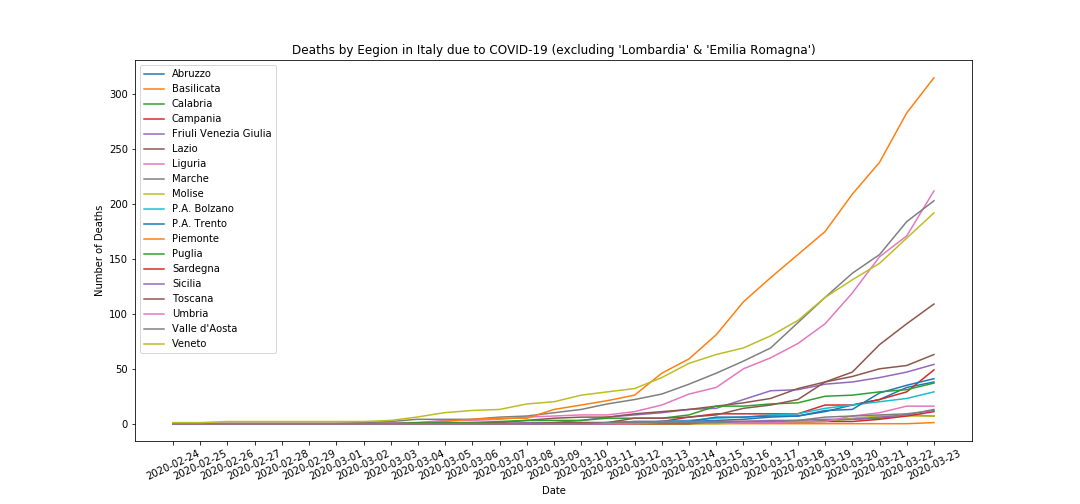 Deaths by Eegion in Italy due to COVID-19 (excluding 'Lombardia' & 'Emilia Romagna')
Abruzzo
Basilicata
Calabria
Campania
Friuli Venezia Giulia
Lazio
Liguria
Marche
Molise
P.A. Bolzano
P.A. Trento
Piemonte
Puglia
Sardegna
Sicilia
Toscana
Umbria
Valle d'Aosta
Veneto
Number of Deaths
300
250
200
150
100
50
0
2020-02-24
2020-02-25
2020-02-26
2020-02-27
2020-02-28
2020-02-29
2020-03-01
2020-03-02
2020-03-03
2020-03-04
2020-03-05
2020-03-06
2020-03-07
2020-03-08
2020-03-09
2020-03-10
2020-03-11
2020-03-12
2020-03-13
2020-03-14
2020-03-15
2020-03-16
2020-03-17
2020-03-18
2020-03-19
2020-03-20
2020-03-21
2020-03-22
2020-03-23
Date